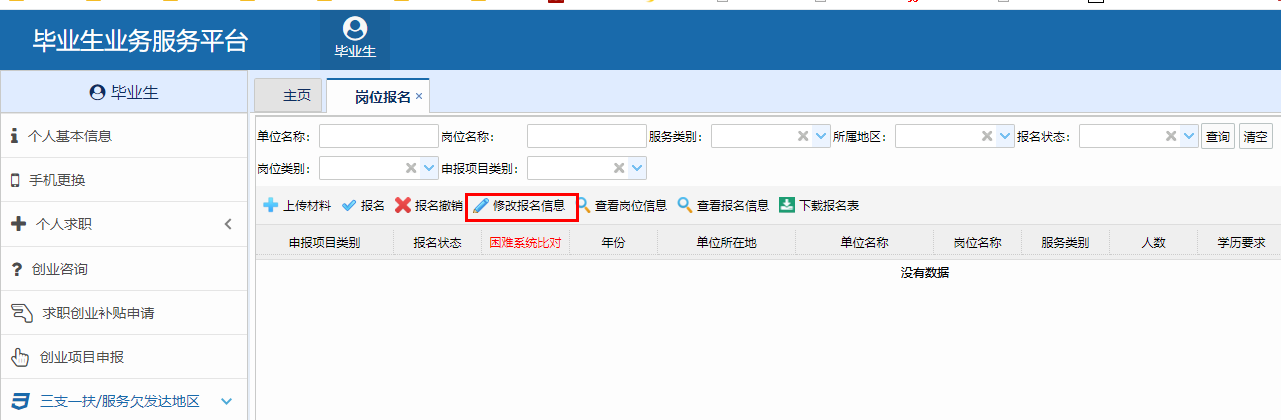 毕业生业务服务平台
毕业生
毕业生
主页
岗位报名 ×
个人基本信息
手机更换
个人求职
创业咨询
求职创业补贴申请
创业项目申报
三支一扶/服务欠发达地区
单位名称: 岗位名称: 服务类别: 所属地区: 报名状态: 查询 清空
岗位类别: 申报项目类别:
上传材料 报名 报名撤销 修改报名信息 查看岗位信息 查看报名信息 下载报名表
申报项目类别 报名状态 困难系统比对 年份 单位所在地 单位名称 岗位名称 服务类别 人数 学历要求
没有数据